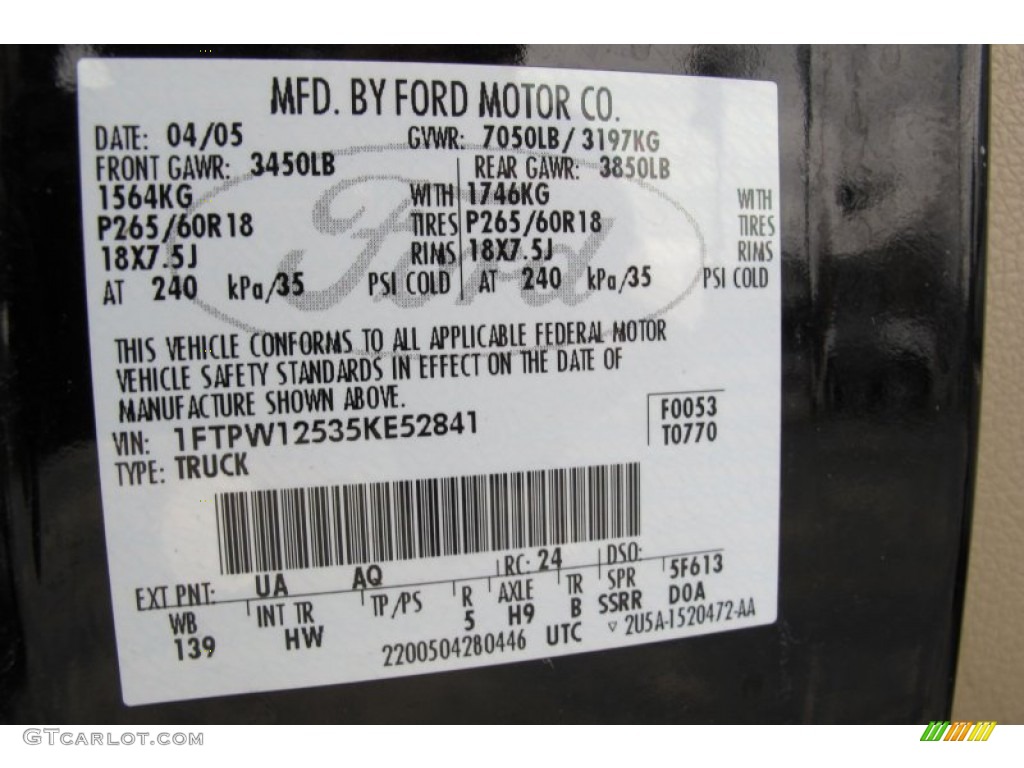 MFD. BY FORD MOTOR CO.
DATE: 04/05 GVWR: 7050LB/3197KG
FRONT GAWR: 3450LB REAR GAWR: 3850LB
1564KG WITH 1746KG WITH
P265/60R18 TIRES P265/60R18 TIRES
18X7.5J RIMS 18X7.5J RIMS
AT 240 kPa/35 PSI COLD AT 240 kPa/35 PSI COLD
Ford
THIS VEHICLE CONFORMS TO ALL APPLICABLE FEDERAL MOTOR
VEHICLE SAFETY STANDARDS IN EFFECT ON THE DATE OF
MANUFACTURE SHOWN ABOVE.
VIN: 1FTPW12535KE52841 F0053
TYPE: TRUCK T0770
EXT PNT: UA AQ RC: 24 DSO:
WB INT TR TP/PS R AXLE TR SPR 5F613
139 HW 5 H9 B SSRR D0A
2200504280446 UTC ▽ 2U5A-1520472-AA
©GTCarLot.com